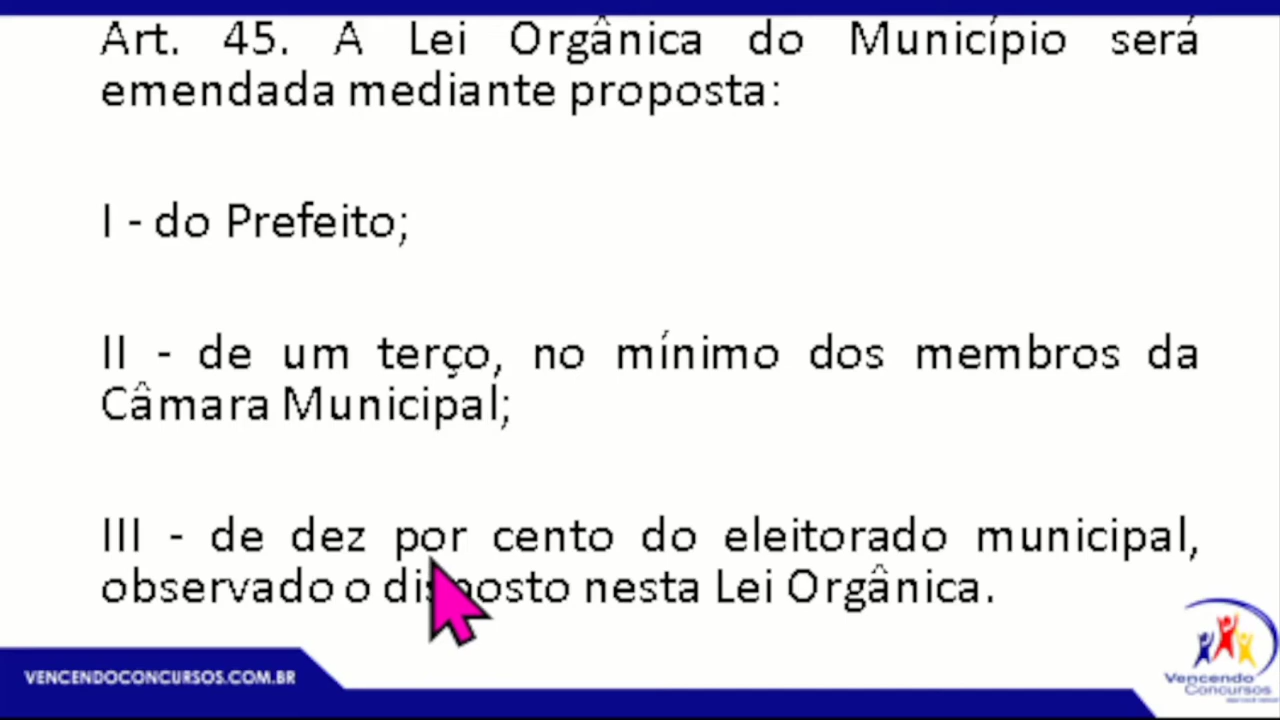 Art. 45. A Lei Orgânica do Município será
emendada mediante proposta:
I - do Prefeito;
II - de um terço, no mínimo dos membros da
Câmara Municipal;
III - de dez por cento do eleitorado municipal,
observado o disposto nesta Lei Orgânica.
VENCENDOCONCURSOS.COM.BR
Vencendo
Concursos